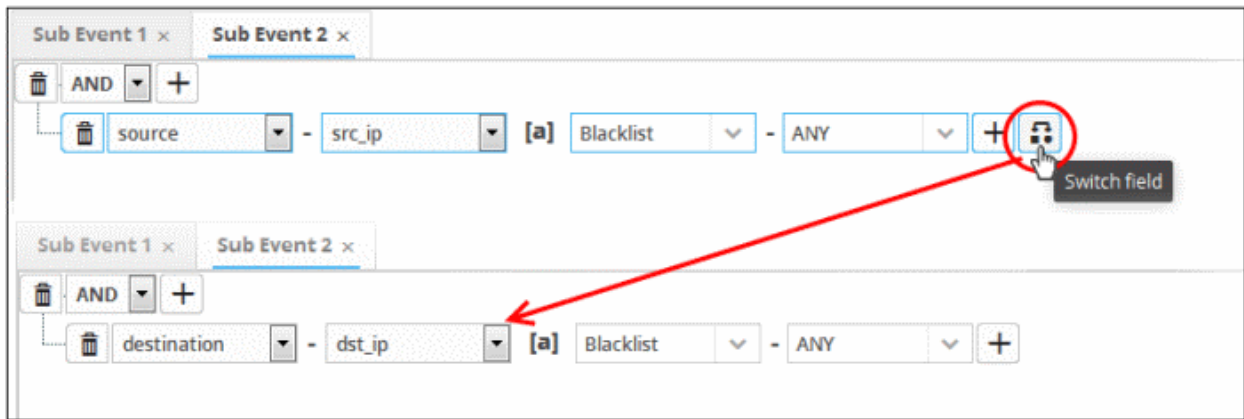 Sub Event 1 × Sub Event 2 ×
AND
source - src_ip [a] Blacklist - ANY
Switch field
Sub Event 1 × Sub Event 2 ×
AND
destination - dst_ip [a] Blacklist - ANY